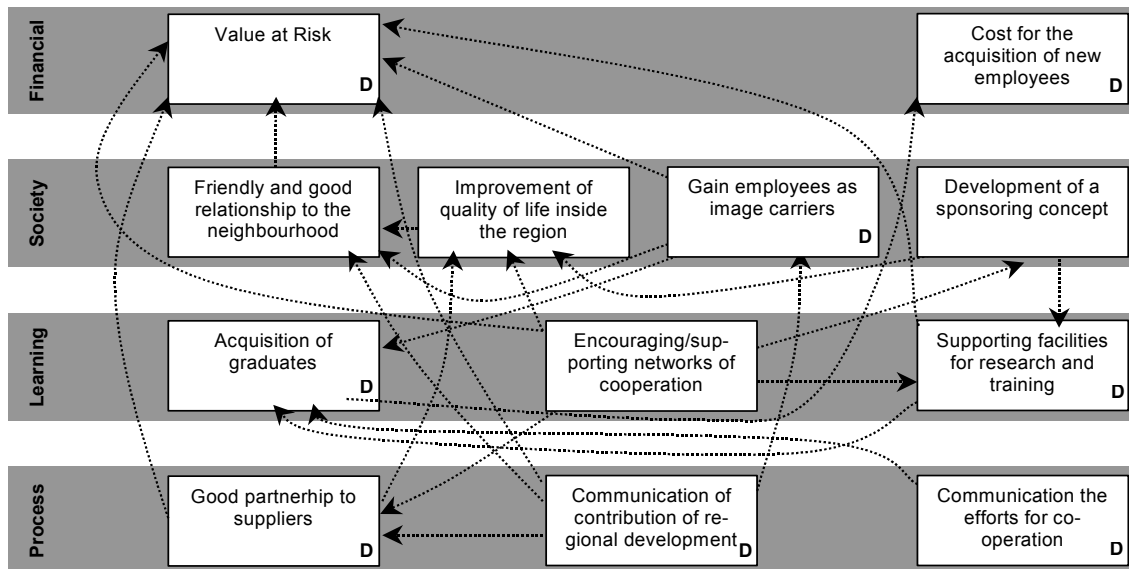 Financial
Value at Risk
D
Cost for the
acquisition of new
employees
D
Society
Friendly and good
relationship to the
neighbourhood
Improvement of
quality of life inside
the region
Gain employees as
image carriers
D
Development of a
sponsoring concept
Learning
Acquisition of
graduates
D
Encouraging/sup-
porting networks of
cooperation
Supporting facilities
for research and
training
D
Process
Good partnerhip to
suppliers
D
Communication of
contribution of re-
gional development
D
Communication the
efforts for co-
operation
D